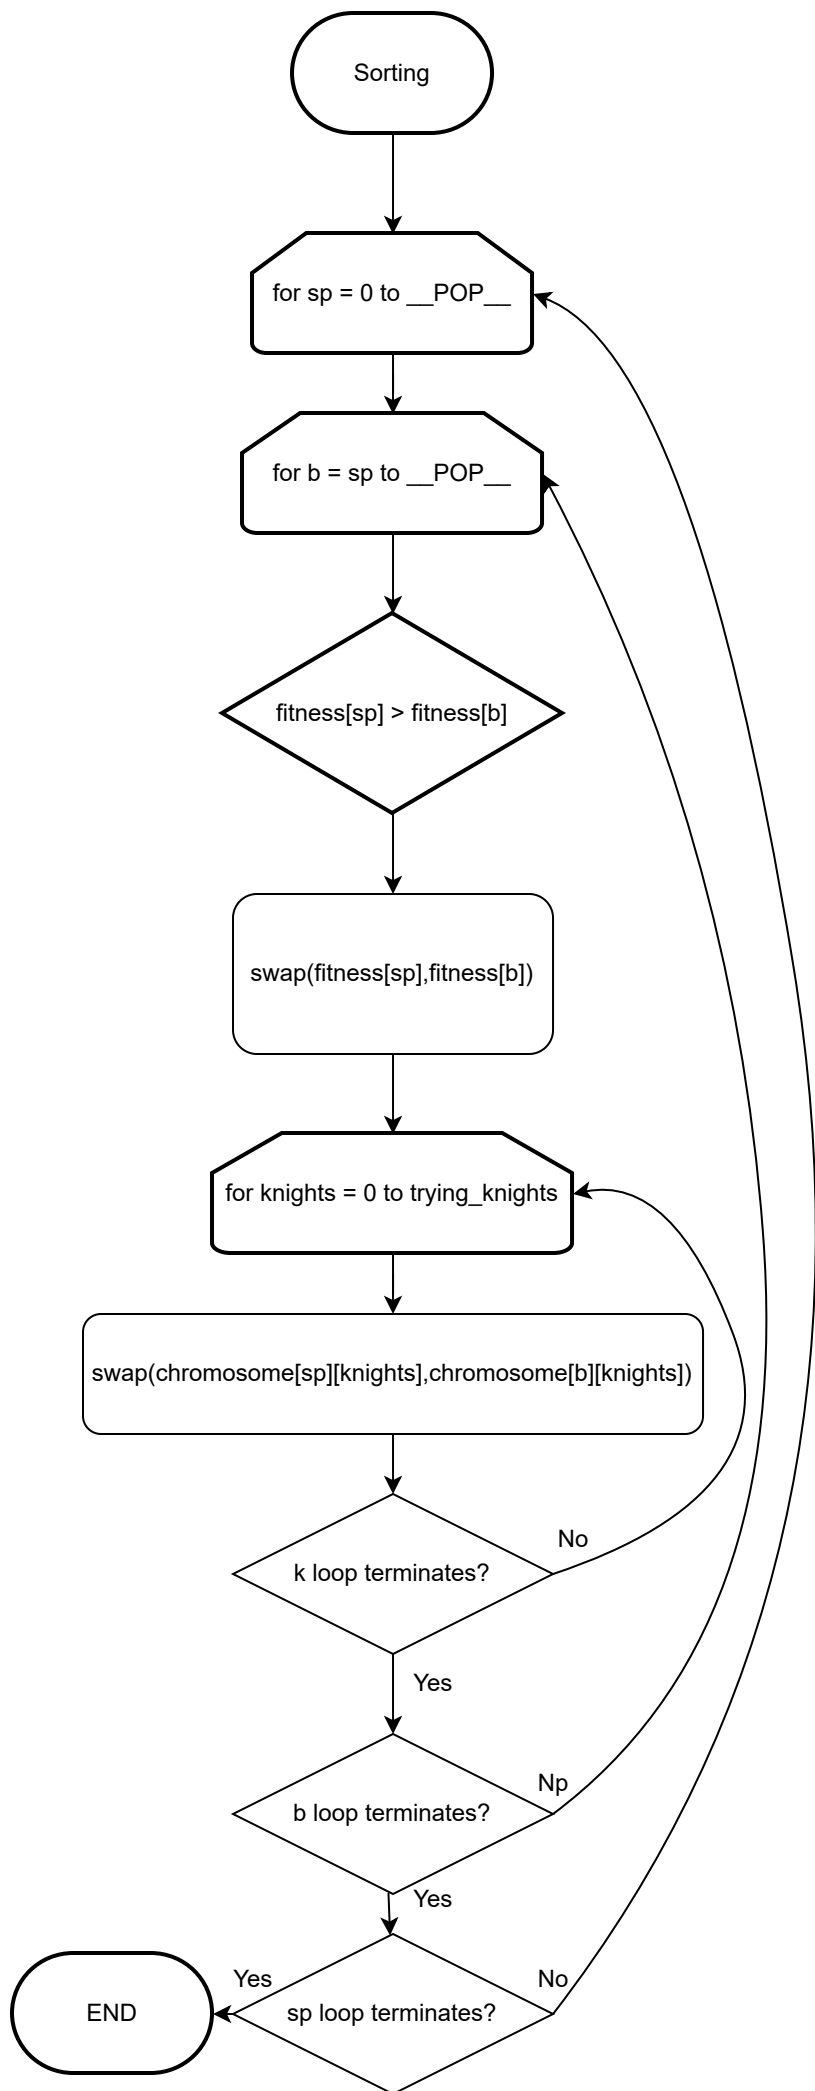 Sorting
for sp = 0 to __POP__
for b = sp to __POP__
fitness[sp] > fitness[b]
swap(fitness[sp],fitness[b])
for knights = 0 to trying_knights
swap(chromosome[sp][knights],chromosome[b][knights])
No
k loop terminates?
Yes
Np
b loop terminates?
Yes
Yes
No
END
sp loop terminates?